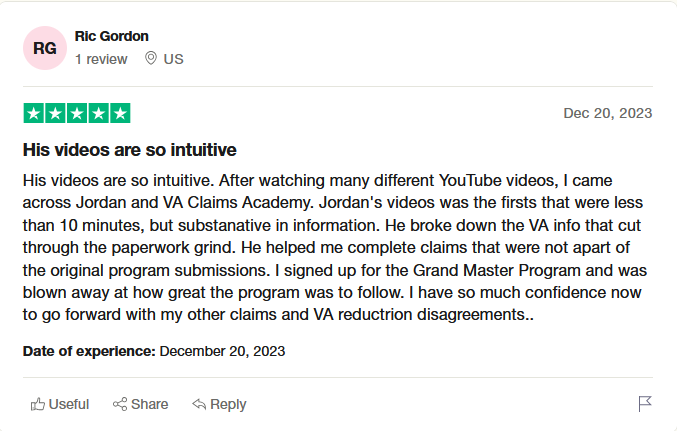 RG
Ric Gordon
1 review US
Dec 20, 2023
His videos are so intuitive
His videos are so intuitive. After watching many different YouTube videos, I came
across Jordan and VA Claims Academy. Jordan's videos was the firsts that were less
than 10 minutes, but substanative in information. He broke down the VA info that cut
through the paperwork grind. He helped me complete claims that were not apart of
the original program submissions. I signed up for the Grand Master Program and was
blown away at how great the program was to follow. I have so much confidence now
to go forward with my other claims and VA reductrion disagreements..
Date of experience: December 20, 2023
Useful Share Reply